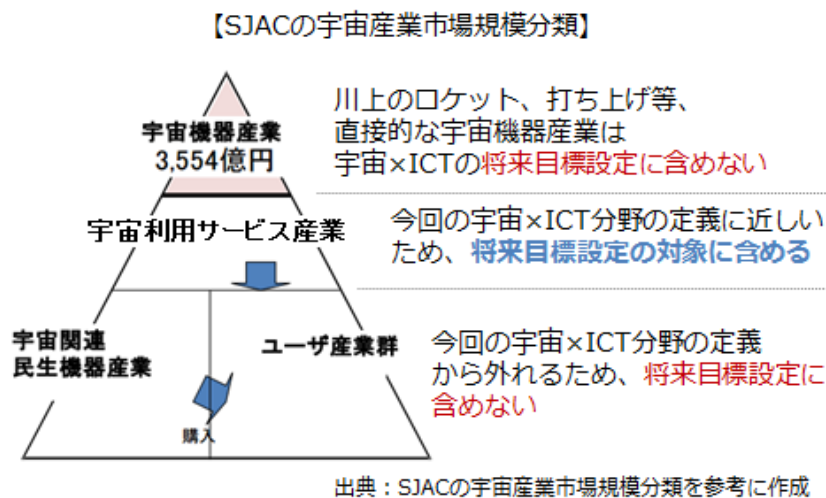 【SJACの宇宙産業市場規模分類】
宇宙機器産業
3,554億円
川上のロケット、打ち上げ等、
直接的な宇宙機器産業は
宇宙×ICTの将来目標設定に含めない
宇宙利用サービス産業
今回の宇宙×ICT分野の定義に近しい
ため、将来目標設定の対象に含める
宇宙関連
民生機器産業
ユーザ産業群
今回の宇宙×ICT分野の定義
から外れるため、将来目標設定に
含めない
購入
出典：SJACの宇宙産業市場規模分類を参考に作成